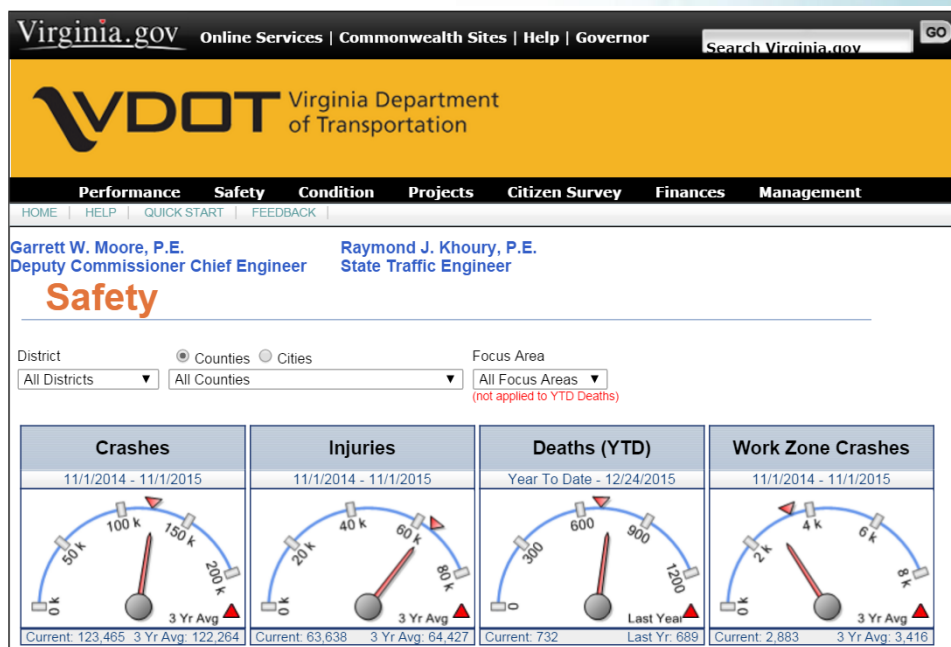 Virginia.gov Online Services | Commonwealth Sites | Help | Governor Search Virginia.gov GO
VDOT Virginia Department
of Transportation
Performance Safety Condition Projects Citizen Survey Finances Management
HOME | HELP | QUICK START | FEEDBACK |
Garrett W. Moore, P.E. Raymond J. Khoury, P.E.
Deputy Commissioner Chief Engineer State Traffic Engineer
Safety
District Counties Cities Focus Area
All Districts All Counties All Focus Areas
(not applied to YTD Deaths)
Crashes Injuries Deaths (YTD) Work Zone Crashes
11/1/2014 - 11/1/2015 11/1/2014 - 11/1/2015 Year To Date - 12/24/2015 11/1/2014 - 11/1/2015
0 k 50 k 100 k 150 k 200 k 0 k 20 k 40 k 60 k 80 k 0 300 600 900 1200 0 k 2 k 4 k 6 k 8 k
3 Yr Avg 3 Yr Avg Last Year 3 Yr Avg
Current: 123,465 3 Yr Avg: 122,264 Current: 63,638 3 Yr Avg: 64,427 Current: 732 Last Yr: 689 Current: 2,883 3 Yr Avg: 3,416